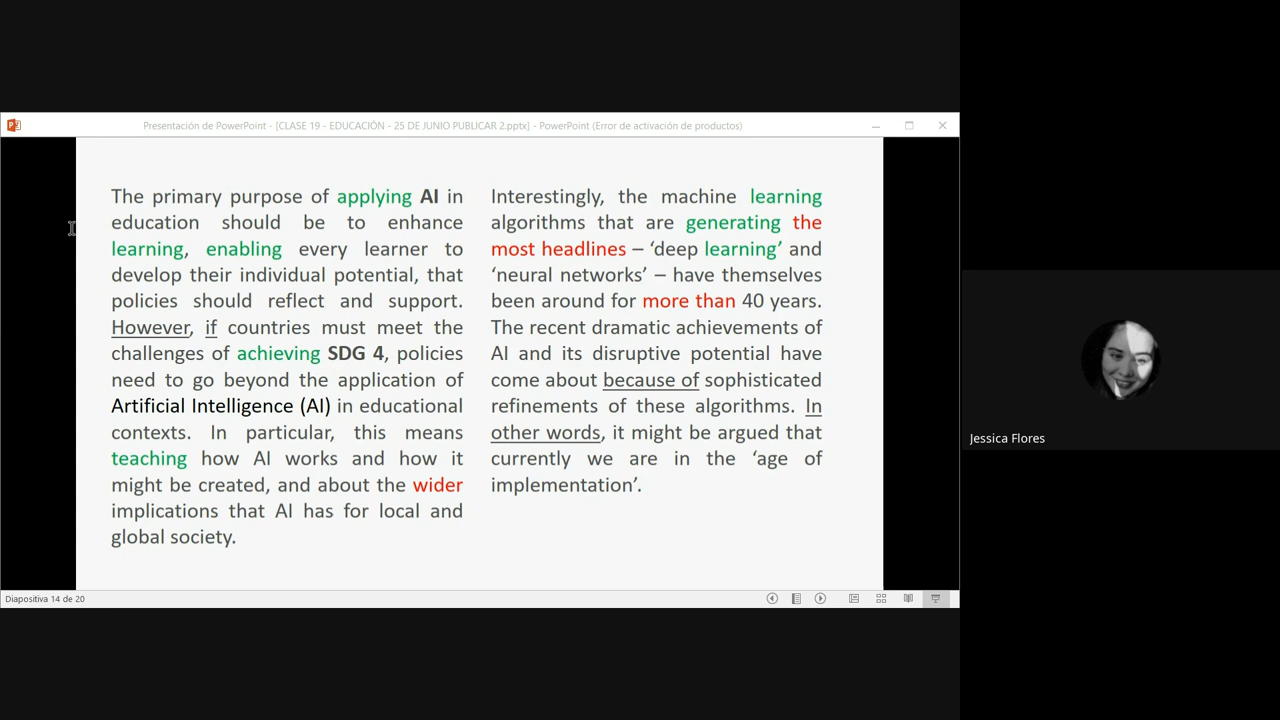 Presentación de PowerPoint - [CLASE 19 - EDUCACIÓN - 25 DE JUNIO PUBLICAR 2.pptx] - PowerPoint (Error de activación de productos)
The primary purpose of applying AI in
education should be to enhance
learning, enabling every learner to
develop their individual potential, that
policies should reflect and support.
However, if countries must meet the
challenges of achieving SDG 4, policies
need to go beyond the application of
Artificial Intelligence (AI) in educational
contexts. In particular, this means
teaching how AI works and how it
might be created, and about the wider
implications that AI has for local and
global society.
Interestingly, the machine learning
algorithms that are generating the
most headlines – ‘deep learning’ and
‘neural networks’ – have themselves
been around for more than 40 years.
The recent dramatic achievements of
AI and its disruptive potential have
come about because of sophisticated
refinements of these algorithms. In
other words, it might be argued that
currently we are in the ‘age of
implementation’.
Jessica Flores
Diapositiva 14 de 20